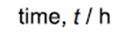 time, t / h